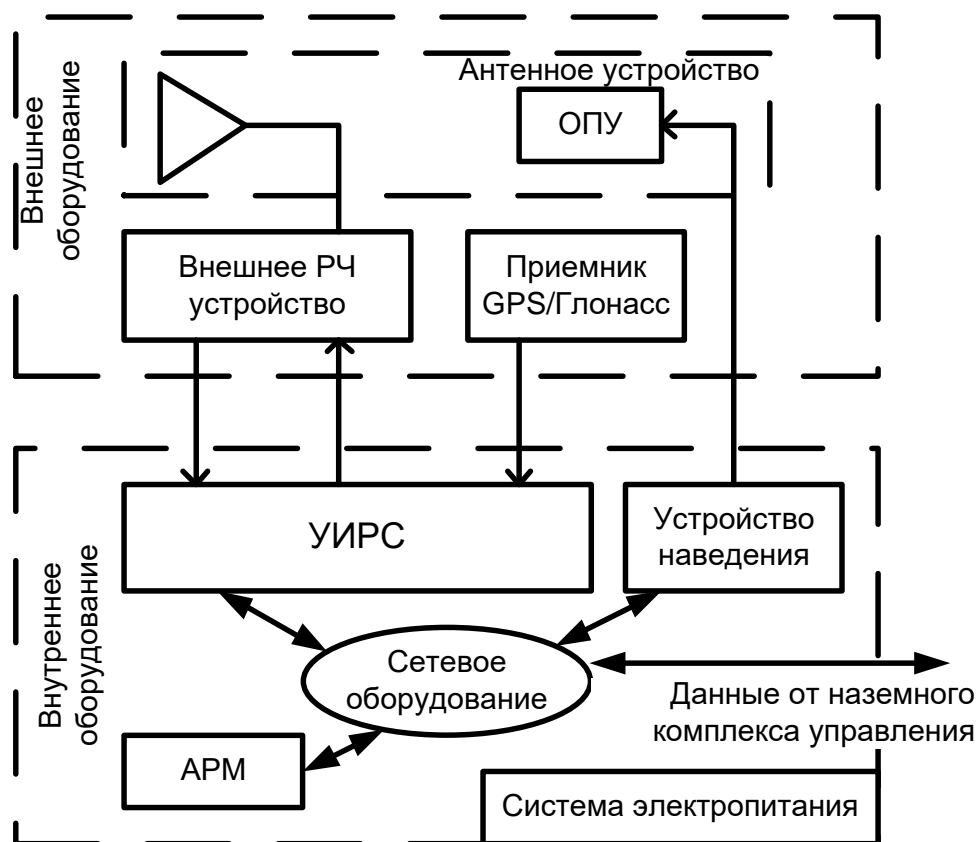 Внешнее
оборудование
Антенное устройство
ОПУ
Внешнее РЧ
устройство
Приемник
GPS/Глонасс
Внутреннее
оборудование
УИРС
Устройство
наведения
Сетевое
оборудование
Данные от наземного
комплекса управления
АРМ
Система электропитания